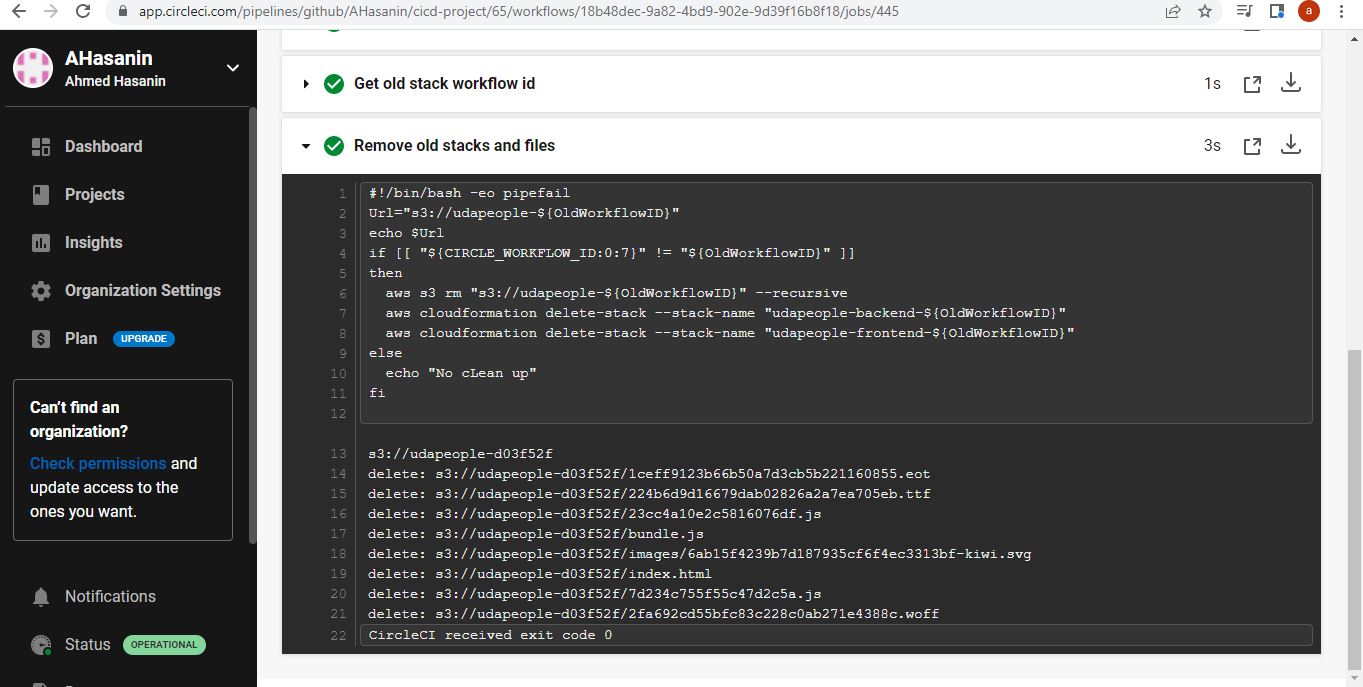 app.circleci.com/pipelines/github/AHasanin/cicd-project/65/workflows/18b48dec-9a82-4bd9-902e-9d39f16b8f18/jobs/445
a
AHasanin
Ahmed Hasanin
Dashboard
Projects
Insights
Organization Settings
Plan UPGRADE
Can't find an
organization?
Check permissions and
update access to the
ones you want.
Notifications
Status OPERATIONAL
Get old stack workflow id 1s
Remove old stacks and files 3s
1 #!/bin/bash -eo pipefail
2 Url="s3://udapeople-${OldWorkflowID}"
3 echo $Url
4 if [[ "${CIRCLE_WORKFLOW_ID:0:7}" != "${OldWorkflowID}" ]]
5 then
6   aws s3 rm "s3://udapeople-${OldWorkflowID}" --recursive
7   aws cloudformation delete-stack --stack-name "udapeople-backend-${OldWorkflowID}"
8   aws cloudformation delete-stack --stack-name "udapeople-frontend-${OldWorkflowID}"
9 else
10   echo "No cLean up"
11 fi
12
13 s3://udapeople-d03f52f
14 delete: s3://udapeople-d03f52f/1ceff9123b66b50a7d3cb5b221160855.eot
15 delete: s3://udapeople-d03f52f/224b6d9d16679dab02826a2a7ea705eb.ttf
16 delete: s3://udapeople-d03f52f/23cc4a10e2c5816076df.js
17 delete: s3://udapeople-d03f52f/bundle.js
18 delete: s3://udapeople-d03f52f/images/6ab15f4239b7d187935cf6f4ec3313bf-kiwi.svg
19 delete: s3://udapeople-d03f52f/index.html
20 delete: s3://udapeople-d03f52f/7d234c755f55c47d2c5a.js
21 delete: s3://udapeople-d03f52f/2fa692cd55bfc83c228c0ab271e4388c.woff
22 CircleCI received exit code 0